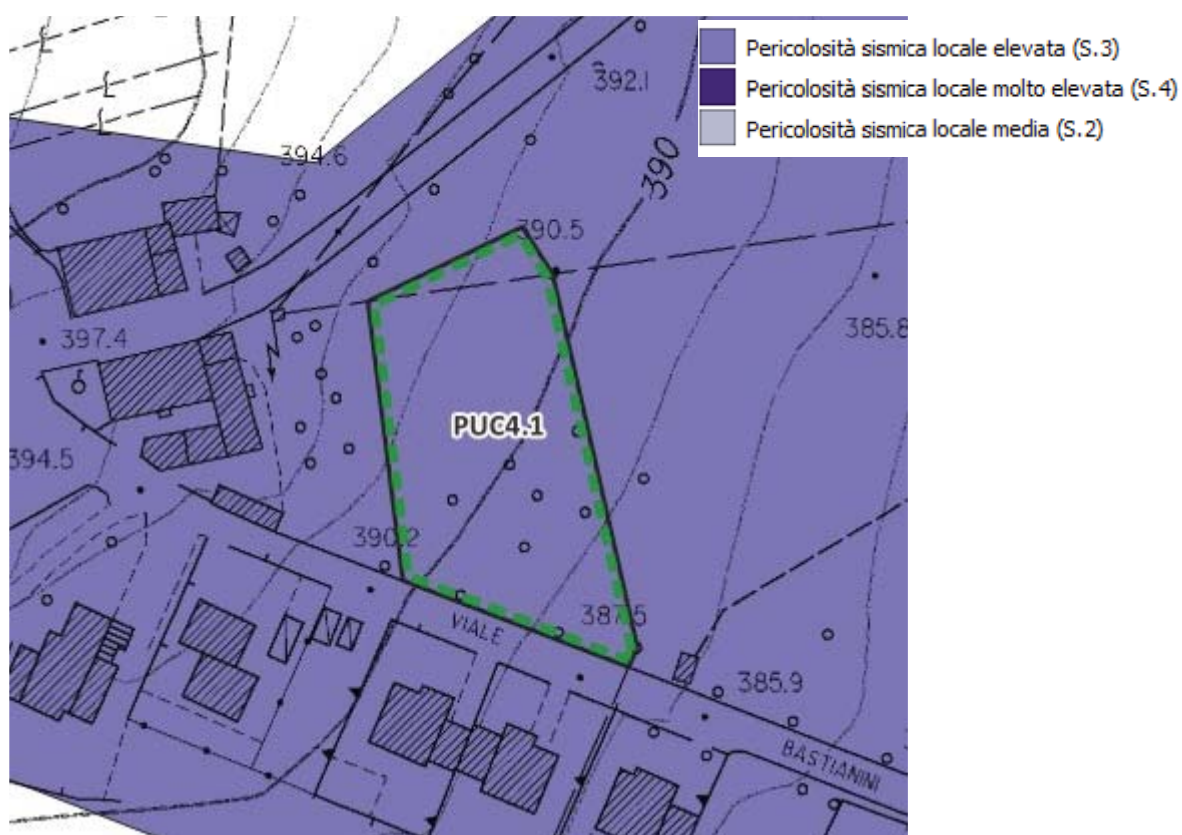 Pericolosità sismica locale elevata (S.3)
Pericolosità sismica locale molto elevata (S.4)
Pericolosità sismica locale media (S.2)
392.1
394.6
390
390.5
385.8
397.4
PUC4.1
394.5
390.2
387.5
VIALE
385.9
BASTIANINI